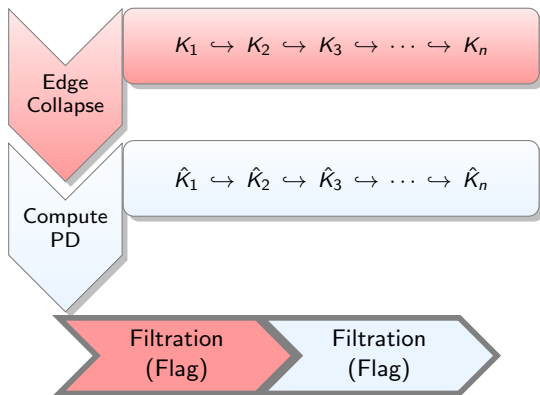 Edge
Collapse
K₁ ↪ K₂ ↪ K₃ ↪ ⋯ ↪ Kₙ
Compute
PD
K̂₁ ↪ K̂₂ ↪ K̂₃ ↪ ⋯ ↪ K̂ₙ
Filtration
(Flag)
Filtration
(Flag)